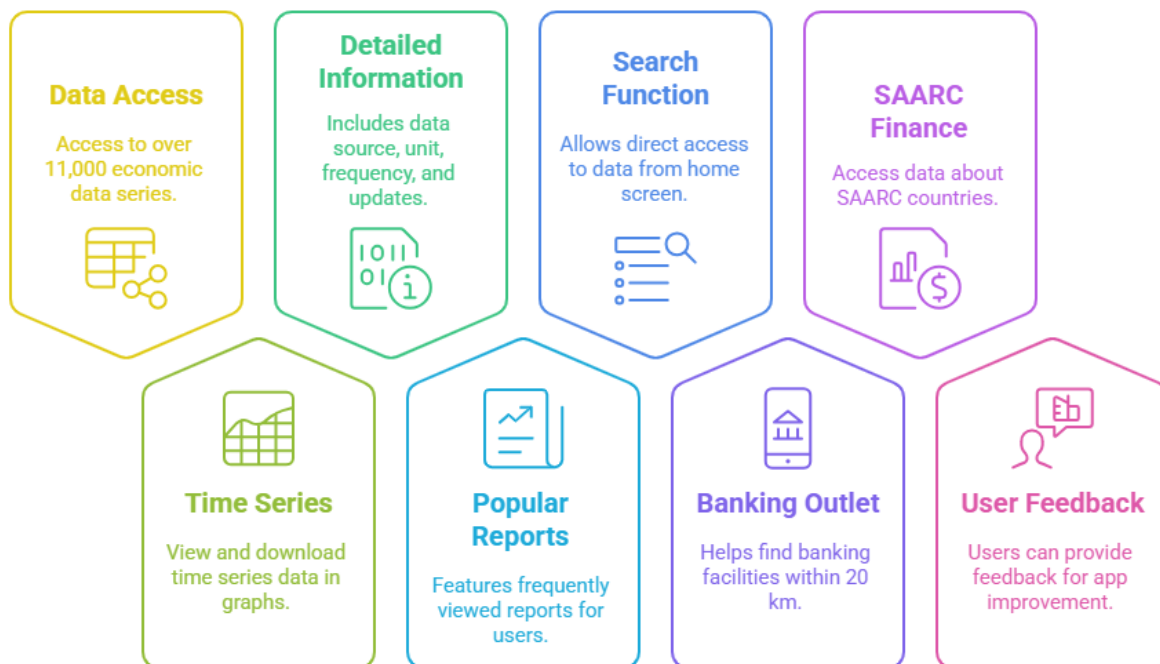 Data Access
Access to over
11,000 economic
data series.
Detailed
Information
Includes data
source, unit,
frequency, and
updates.
1011
01
i
Search
Function
Allows direct access
to data from home
screen.
SAARC
Finance
Access data about
SAARC countries.
$
Time Series
View and download
time series data in
graphs.
Popular
Reports
Features frequently
viewed reports for
users.
Banking Outlet
Helps find banking
facilities within 20
km.
User Feedback
Users can provide
feedback for app
improvement.